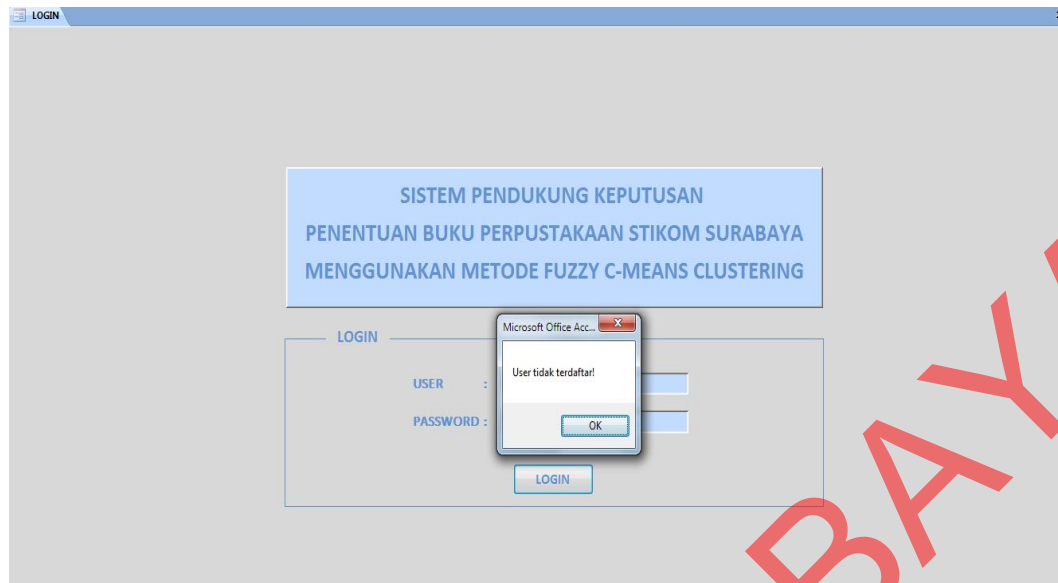 LOGIN
SISTEM PENDUKUNG KEPUTUSAN
PENENTUAN BUKU PERPUSTAKAAN STIKOM SURABAYA
MENGGUNAKAN METODE FUZZY C-MEANS CLUSTERING
LOGIN
Microsoft Office Acc...
User tidak terdaftar!
OK
USER :
PASSWORD :
LOGIN
BAY